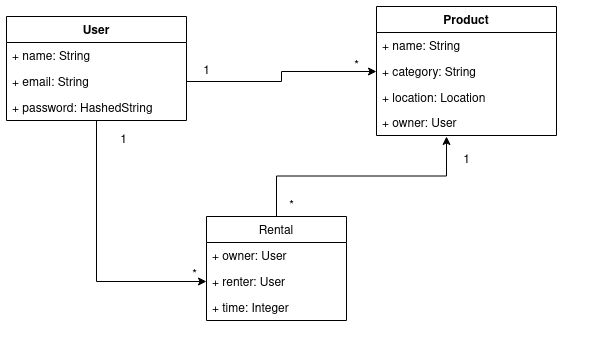 User
+ name: String
+ email: String
+ password: HashedString
1
*
Product
+ name: String
+ category: String
+ location: Location
+ owner: User
1
*
1
*
Rental
+ owner: User
+ renter: User
+ time: Integer